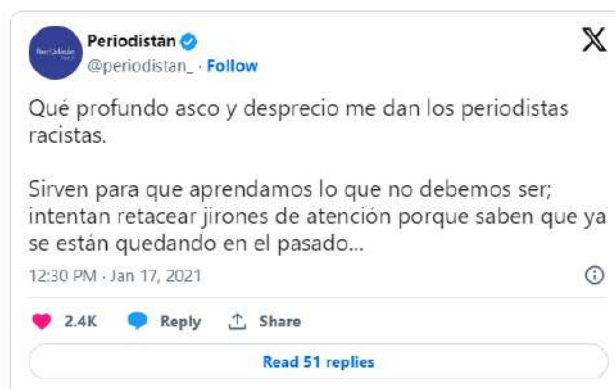 Periodistán
@periodistan_ · Follow
Qué profundo asco y desprecio me dan los periodistas
racistas.
Sirven para que aprendamos lo que no debemos ser;
intentan retacear jirones de atención porque saben que ya
se están quedando en el pasado...
12:30 PM · Jan 17, 2021
2.4K Reply Share
Read 51 replies